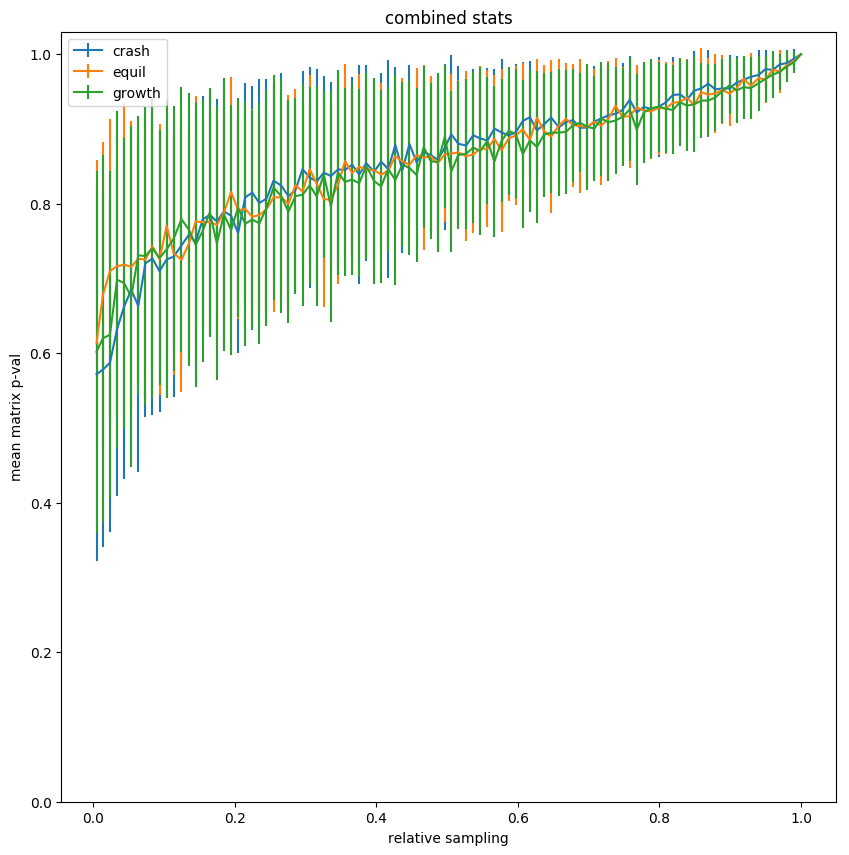 combined stats
crash
equil
growth
mean matrix p-val
1.0
0.8
0.6
0.4
0.2
0.0
0.0 0.2 0.4 0.6 0.8 1.0
relative sampling